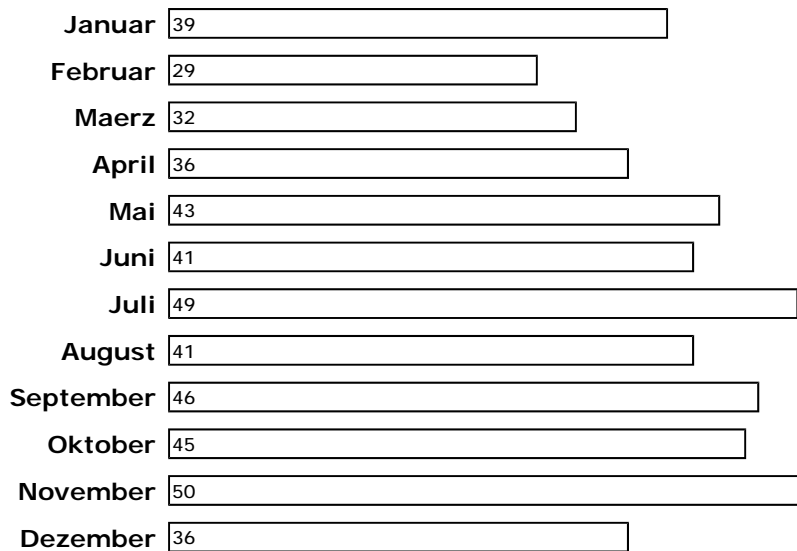 Januar 39
Februar 29
Maerz 32
April 36
Mai 43
Juni 41
Juli 49
August 41
September 46
Oktober 45
November 50
Dezember 36